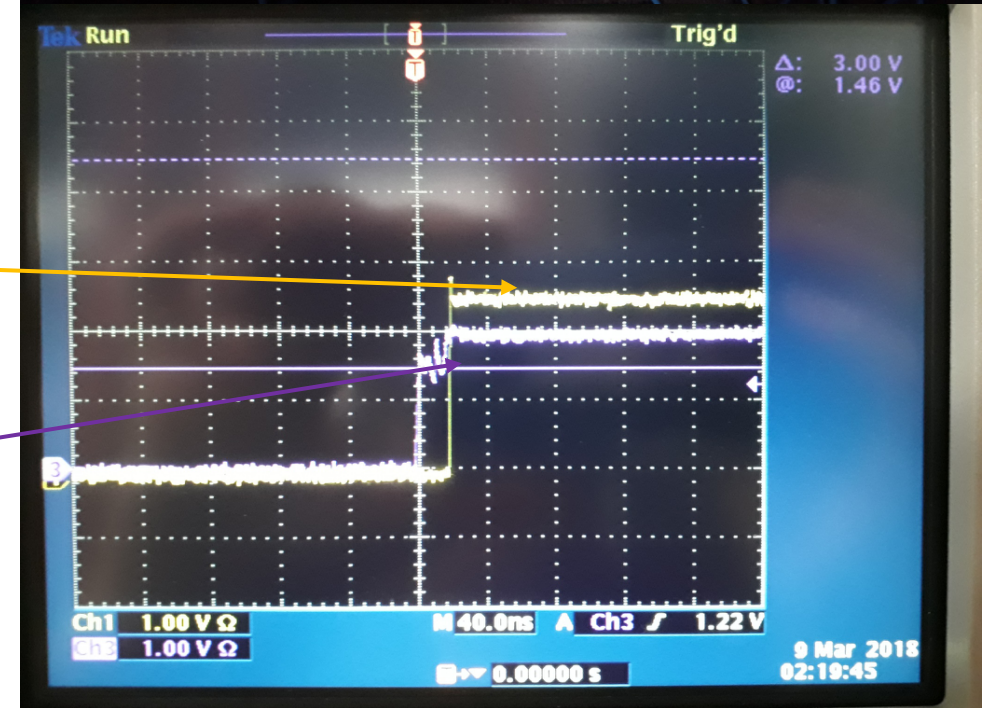 Tek Run Trig'd
T
T
Δ: 3.00 V
@: 1.46 V
3
Ch1 1.00 V Ω M 40.0ns A Ch3 ʃ 1.22 V
Ch3 1.00 V Ω
9 Mar 2018
T 0.00000 s
02:19:45